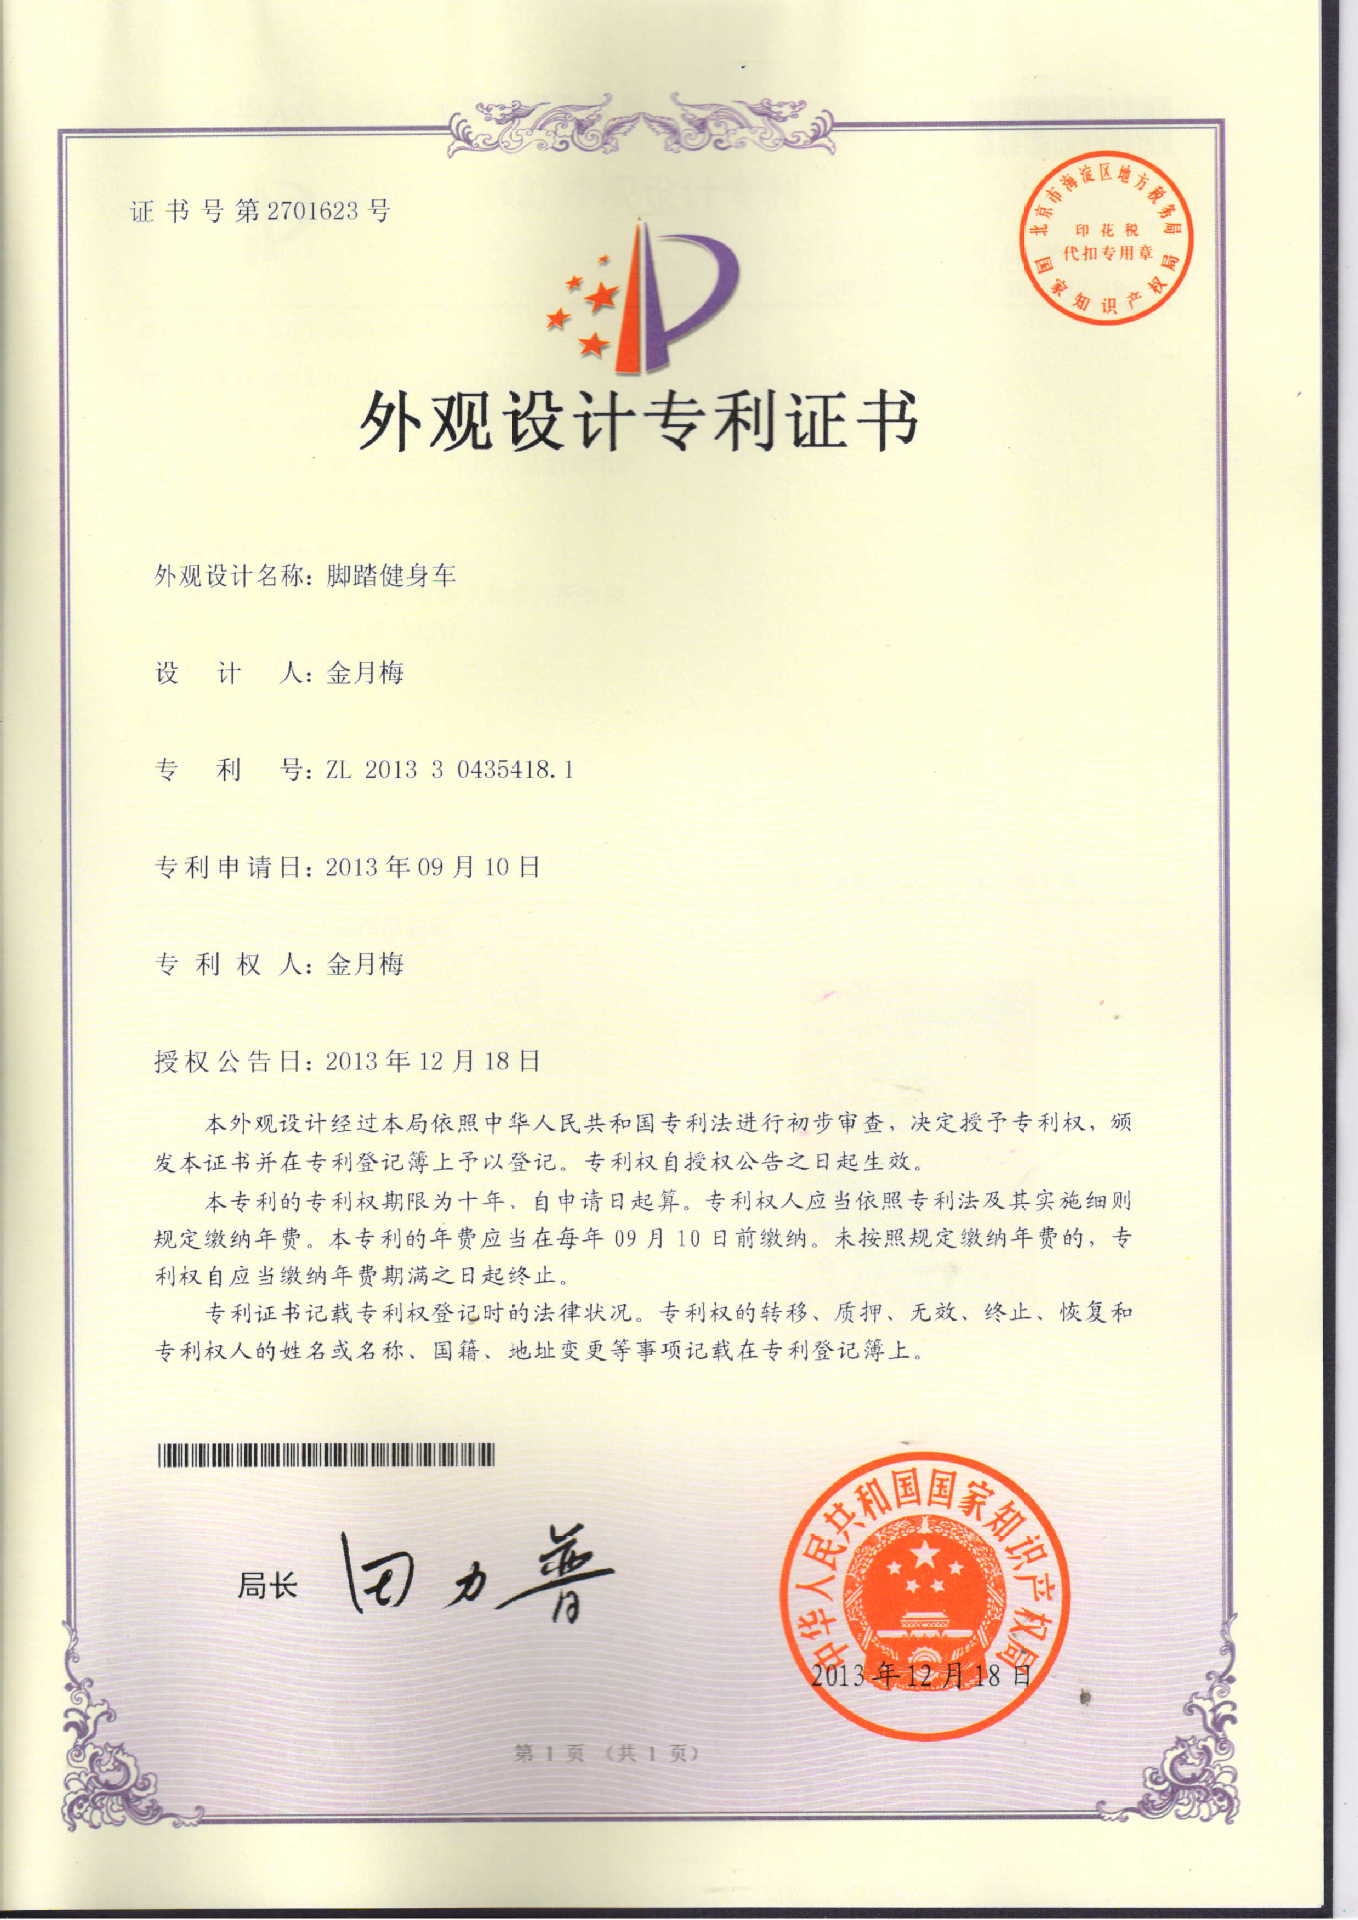 证书号第2701623号
北京市海淀区地方税务局
印花税
代扣专用章
国家知识产权局
外观设计专利证书
外观设计名称：脚踏健身车
设计人：金月梅
专利号：ZL 2013 3 0435418.1
专利申请日：2013年09月10日
专利权人：金月梅
授权公告日：2013年12月18日
本外观设计经过本局依照中华人民共和国专利法进行初步审查，决定授予专利权，颁
发本证书并在专利登记簿上予以登记。专利权自授权公告之日起生效。
本专利的专利权期限为十年，自申请日起算。专利权人应当依照专利法及其实施细则
规定缴纳年费。本专利的年费应当在每年09月10日前缴纳。未按照规定缴纳年费的，专
利权自应当缴纳年费期满之日起终止。
专利证书记载专利权登记时的法律状况。专利权的转移、质押、无效、终止、恢复和
专利权人的姓名或名称、国籍、地址变更等事项记载在专利登记簿上。
局长 田力普
中华人民共和国国家知识产权局
2013年12月18日
第1页（共1页）